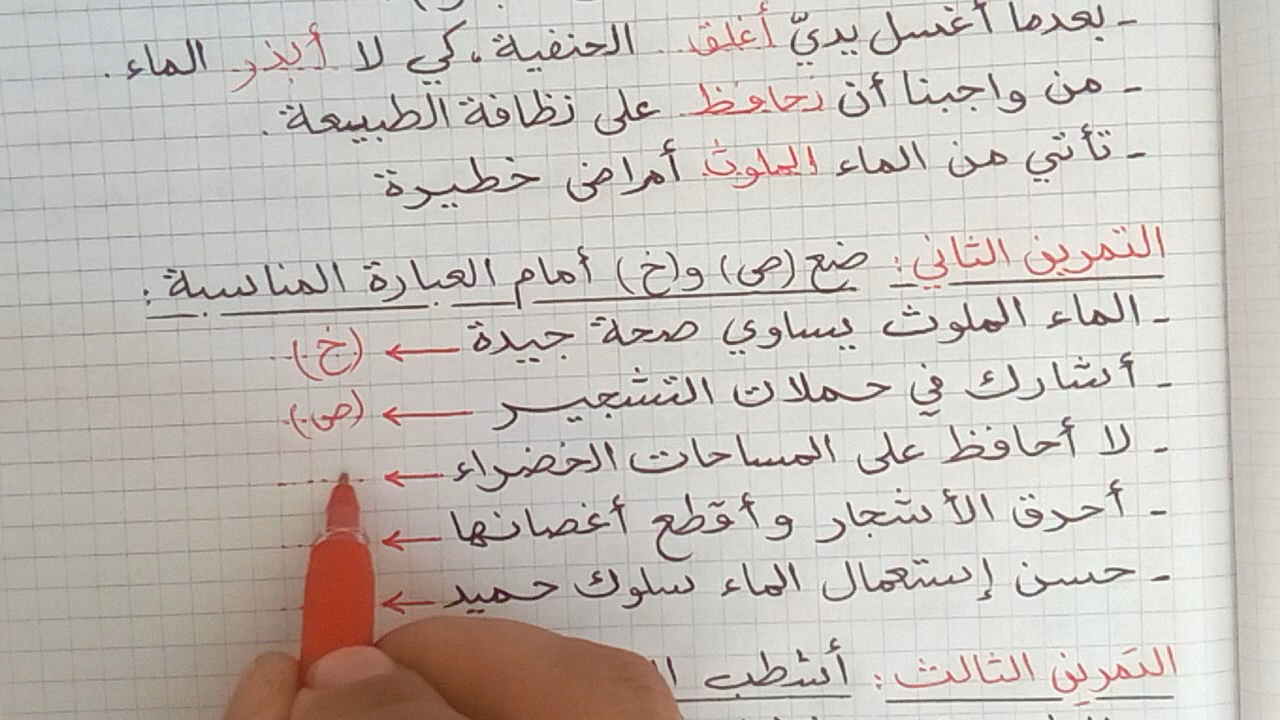 - بعدما أغسل يديّ أغلق.. الحنفية، كي لا أبذر الماء.
- من واجبنا أن نحافظ على نظافة الطبيعة.
- تأتي من الماء الملوث أمراض خطيرة
التمرين الثاني: ضع (ص) و(خ) أمام العبارة المناسبة:
- الماء الملوث يساوي صحة جيدة ← (خ)
- أشارك في حملات التشجير ← (ص)
- لا أحافظ على المساحات الخضراء ← ......
- أحرق الأشجار وأقطع أغصانها ← ...
- حسن إستعمال الماء سلوك حميد ←
التمرين الثالث: أشطب